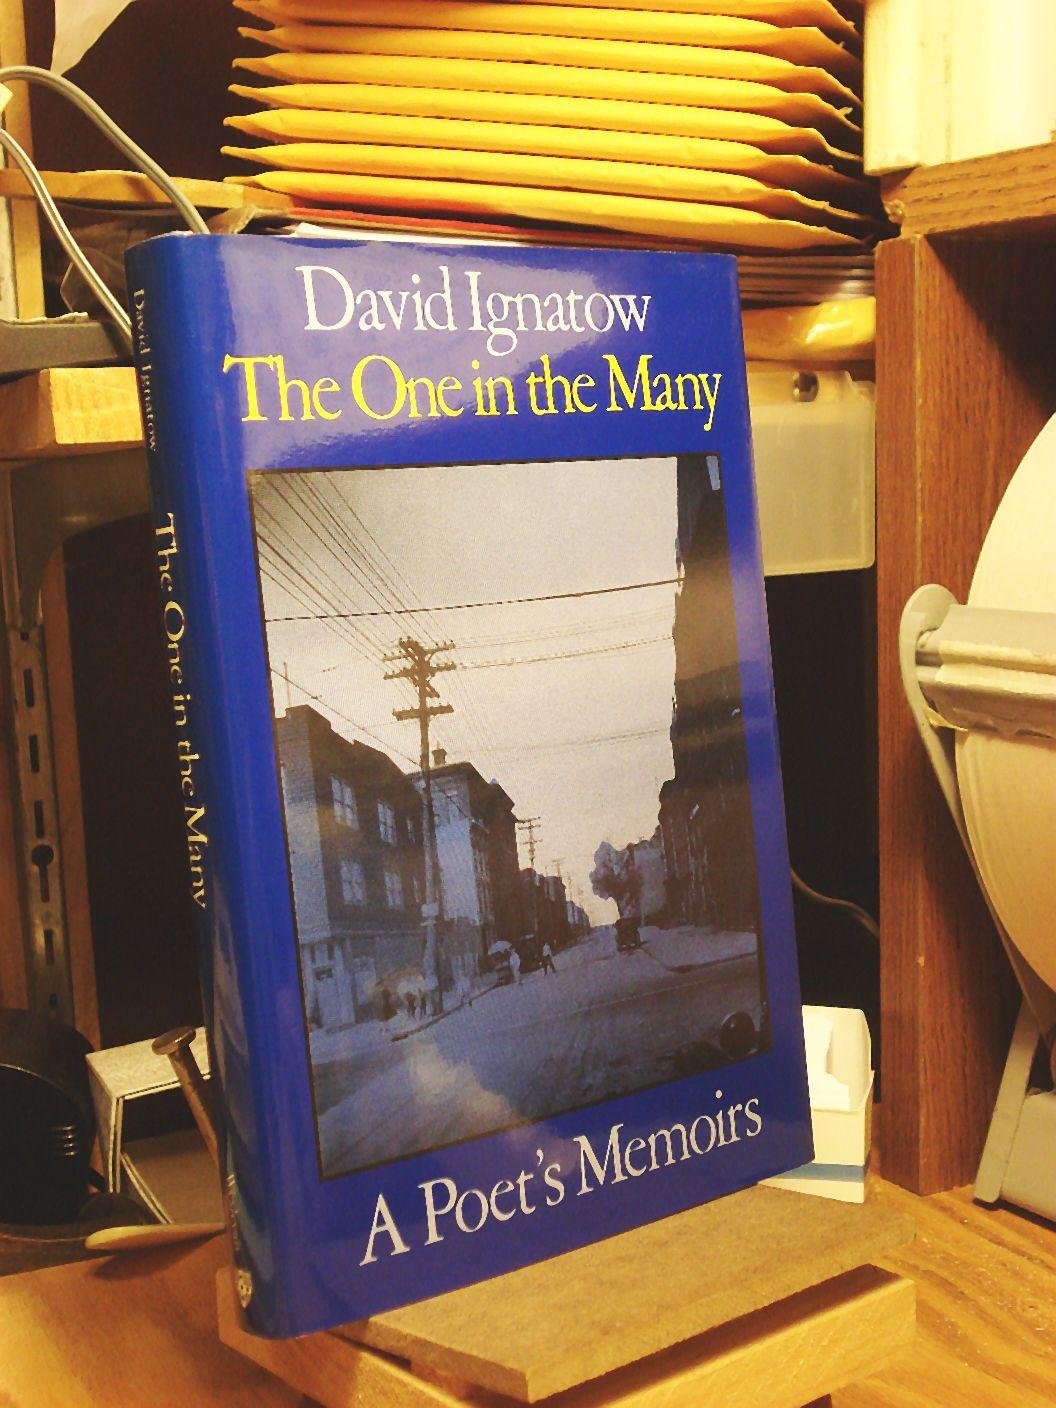 David Ignatow
The One in the Many
A Poet's Memoirs
David Ignatow The One in the Many